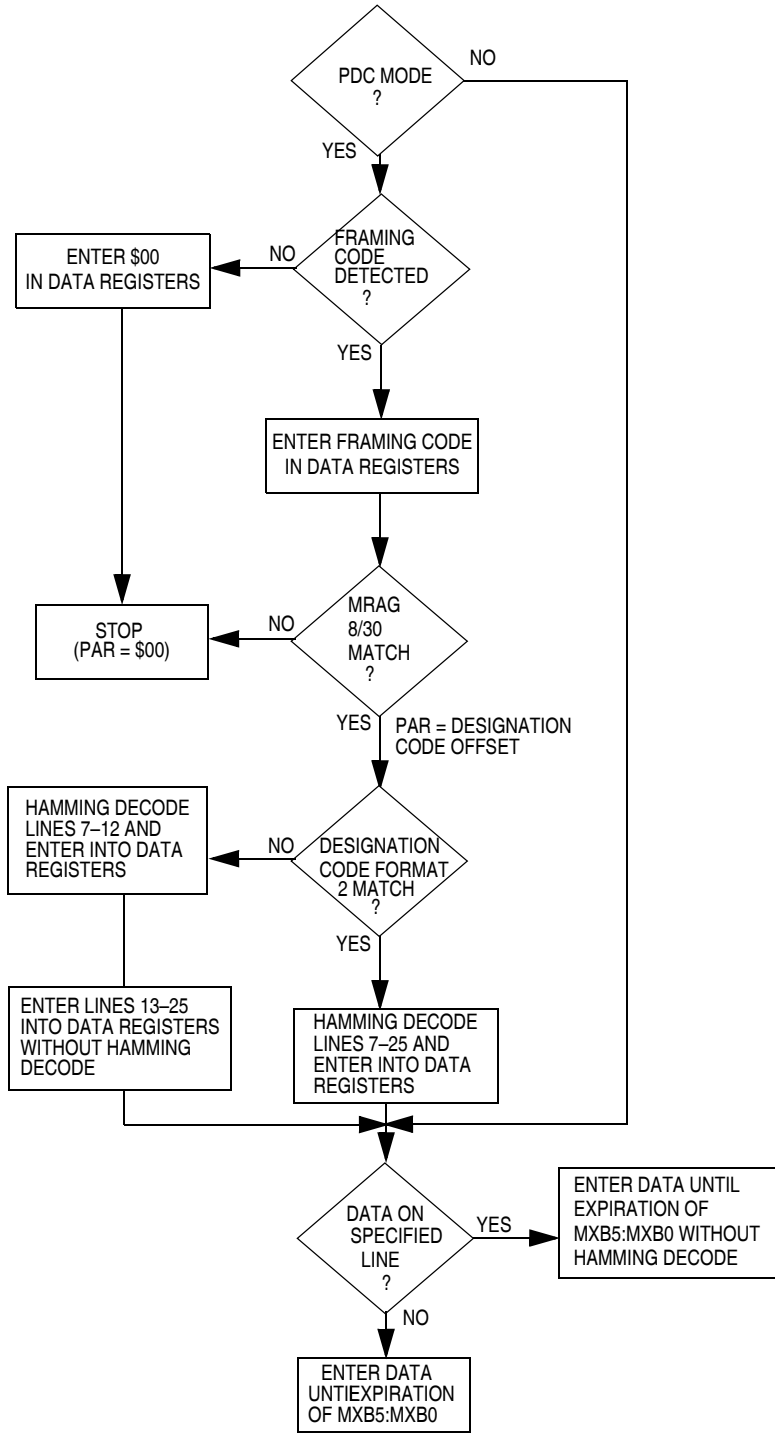 PDC MODE
?
NO
YES
FRAMING
CODE
DETECTED
?
NO
ENTER $00
IN DATA REGISTERS
YES
ENTER FRAMING CODE
IN DATA REGISTERS
MRAG
8/30
MATCH
?
NO
STOP
(PAR = $00)
YES
PAR = DESIGNATION
CODE OFFSET
DESIGNATION
CODE FORMAT
2 MATCH
?
NO
HAMMING DECODE
LINES 7–12 AND
ENTER INTO DATA
REGISTERS
YES
ENTER LINES 13–25
INTO DATA REGISTERS
WITHOUT HAMMING
DECODE
HAMMING DECODE
LINES 7–25 AND
ENTER INTO DATA
REGISTERS
DATA ON
SPECIFIED
LINE
?
YES
ENTER DATA UNTIL
EXPIRATION OF
MXB5:MXB0 WITHOUT
HAMMING DECODE
NO
ENTER DATA
UNTIEXPIRATION
OF MXB5:MXB0